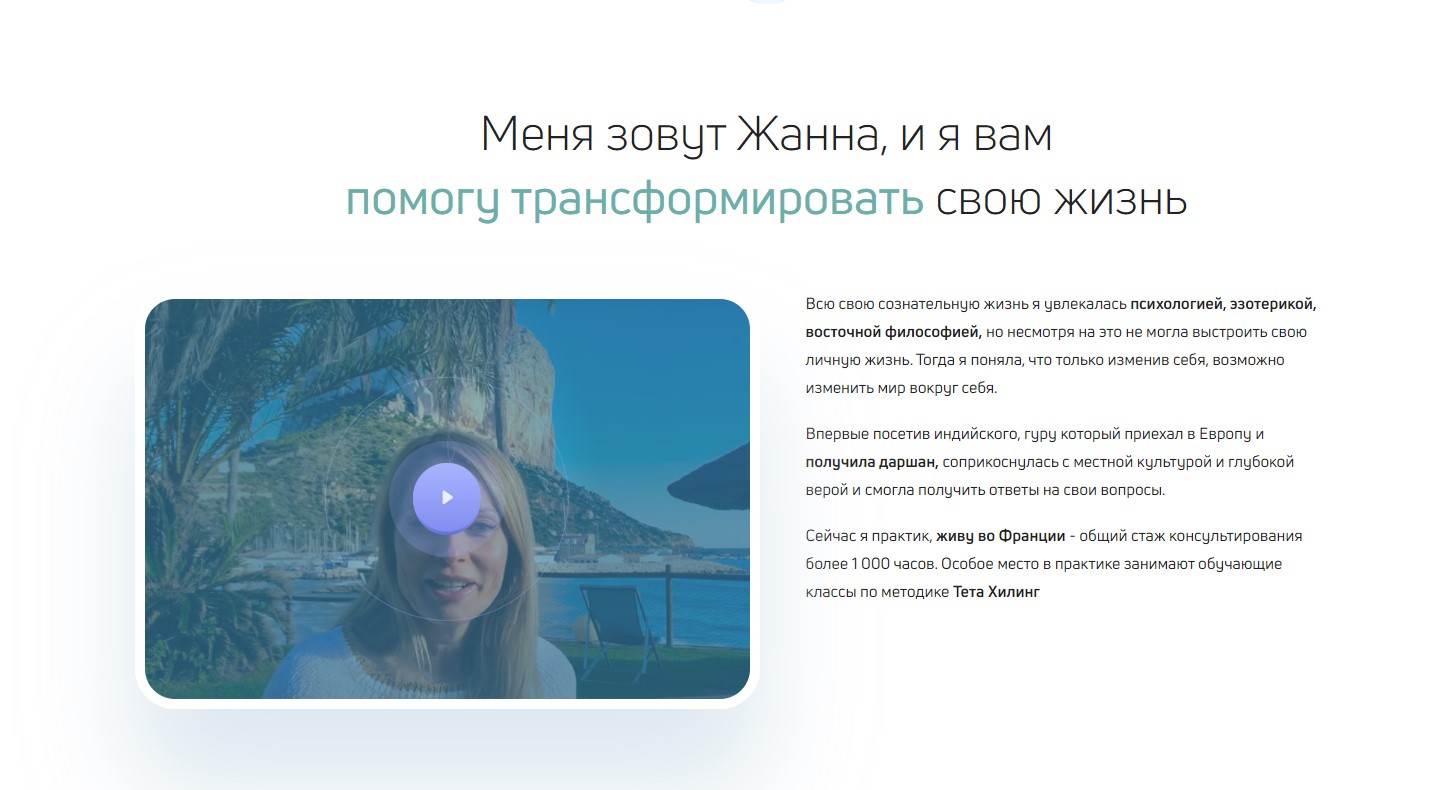 Меня зовут Жанна, и я вам
помогу трансформировать свою жизнь
Всю свою сознательную жизнь я увлекалась психологией, эзотерикой,
восточной философией, но несмотря на это не могла выстроить свою
личную жизнь. Тогда я поняла, что только изменив себя, возможно
изменить мир вокруг себя.
Впервые посетив индийского, гуру который приехал в Европу и
получила даршан, соприкоснулась с местной культурой и глубокой
верой и смогла получить ответы на свои вопросы.
Сейчас я практик, живу во Франции - общий стаж консультирования
более 1 000 часов. Особое место в практике занимают обучающие
классы по методике Тета Хилинг